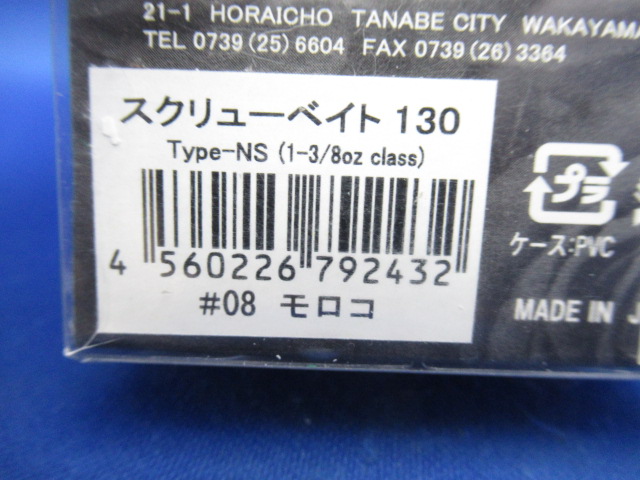 21-1 HORAICHO TANABE CITY WAKAYAMA
TEL 0739(25)6604 FAX 0739(26)3364
スクリューベイト 130
Type-NS (1-3/8oz class)
4 560226 792432
#08 モロコ
プラ
ケース:PVC
MADE IN J